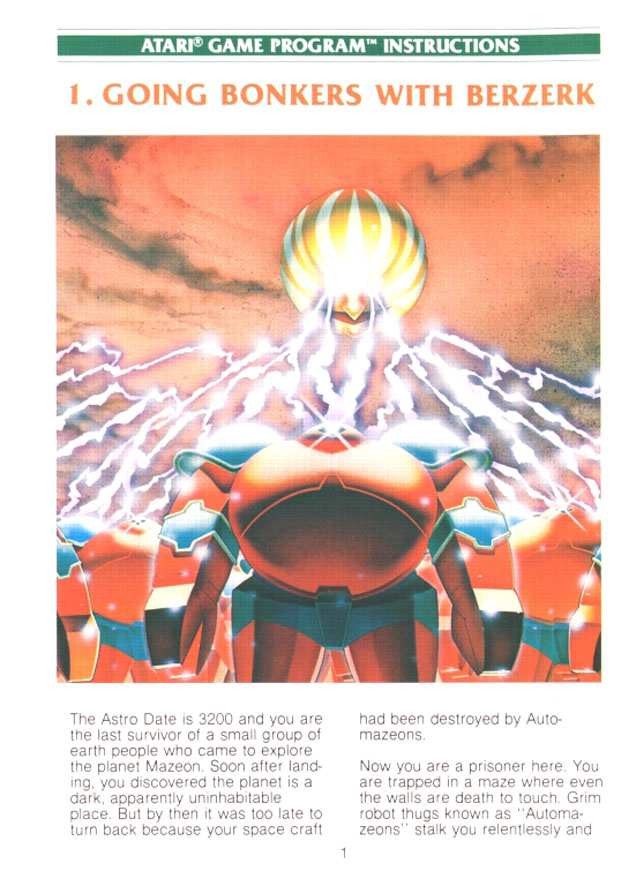 ATARI® GAME PROGRAM™ INSTRUCTIONS
1. GOING BONKERS WITH BERZERK
The Astro Date is 3200 and you are
the last survivor of a small group of
earth people who came to explore
the planet Mazeon. Soon after land-
ing, you discovered the planet is a
dark, apparently uninhabitable
place. But by then it was too late to
turn back because your space craft
had been destroyed by Auto-
mazeons.
Now you are a prisoner here. You
are trapped in a maze where even
the walls are death to touch. Grim
robot thugs known as "Automa-
zeons" stalk you relentlessly and
1